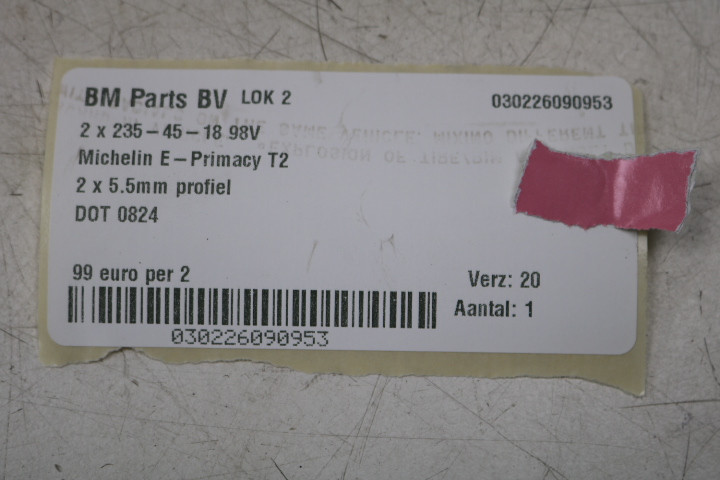 BM Parts BV LOK 2 030226090953
2 x 235-45-18 98V
Michelin E-Primacy T2
2 x 5.5mm profiel
DOT 0824
99 euro per 2 Verz: 20
Aantal: 1
030226090953